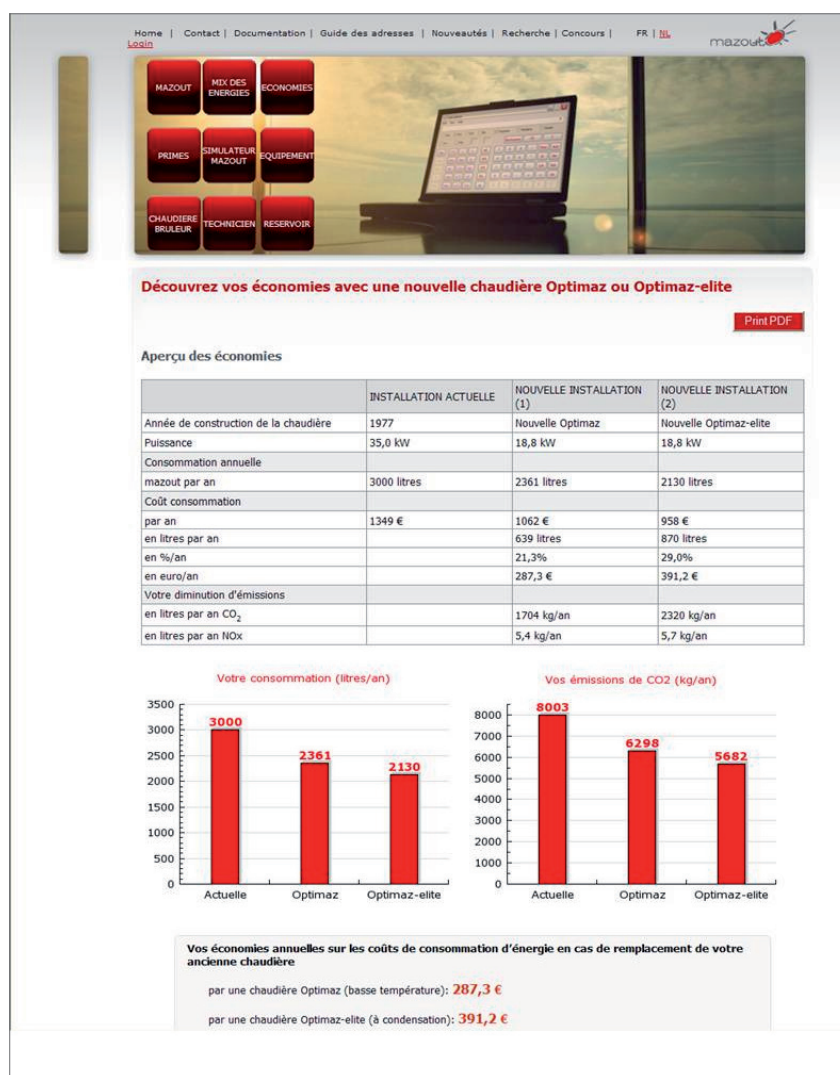 Home | Contact | Documentation | Guide des adresses | Nouveautés | Recherche | Concours | FR | NL
Login
mazout
MAZOUT
MIX DES
ENERGIES
ECONOMIES
PRIMES
SIMULATEUR
MAZOUT
EQUIPEMENT
CHAUDIERE
BRULEUR
TECHNICIEN
RESERVOIR
Découvrez vos économies avec une nouvelle chaudière Optimaz ou Optimaz-elite
Print PDF
Aperçu des économies
INSTALLATION ACTUELLE
NOUVELLE INSTALLATION
(1)
NOUVELLE INSTALLATION
(2)
Année de construction de la chaudière 1977 Nouvelle Optimaz Nouvelle Optimaz-elite
Puissance 35,0 kW 18,8 kW 18,8 kW
Consommation annuelle
mazout par an 3000 litres 2361 litres 2130 litres
Coût consommation
par an 1349 € 1062 € 958 €
en litres par an 639 litres 870 litres
en %/an 21,3% 29,0%
en euro/an 287,3 € 391,2 €
Votre diminution d'émissions
en litres par an CO2 1704 kg/an 2320 kg/an
en litres par an NOx 5,4 kg/an 5,7 kg/an
Votre consommation (litres/an)
3500
3000
2500
2000
1500
1000
500
0
3000
2361
2130
Actuelle Optimaz Optimaz-elite
Vos émissions de CO2 (kg/an)
8000
7000
6000
5000
4000
3000
2000
1000
0
8003
6298
5682
Actuelle Optimaz Optimaz-elite
Vos économies annuelles sur les coûts de consommation d'énergie en cas de remplacement de votre
ancienne chaudière
par une chaudière Optimaz (basse température): 287,3 €
par une chaudière Optimaz-elite (à condensation): 391,2 €